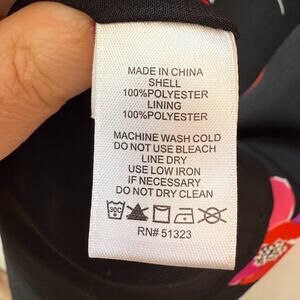 MADE IN CHINA
SHELL
100%POLYESTER
LINING
100%POLYESTER
MACHINE WASH COLD
DO NOT USE BLEACH
LINE DRY
USE LOW IRON
IF NECESSARY
DO NOT DRY CLEAN
30C
RN# 51323